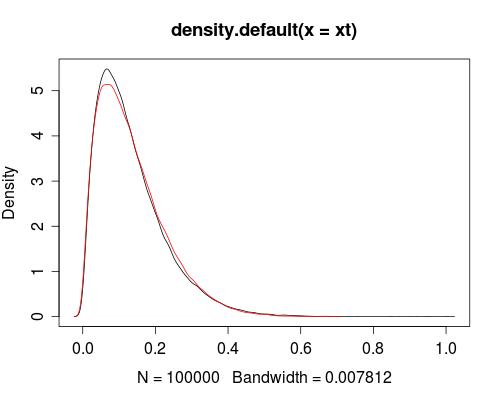 density.default(x = xt)
Density
0
1
2
3
4
5
0.0 0.2 0.4 0.6 0.8 1.0
N = 100000 Bandwidth = 0.007812